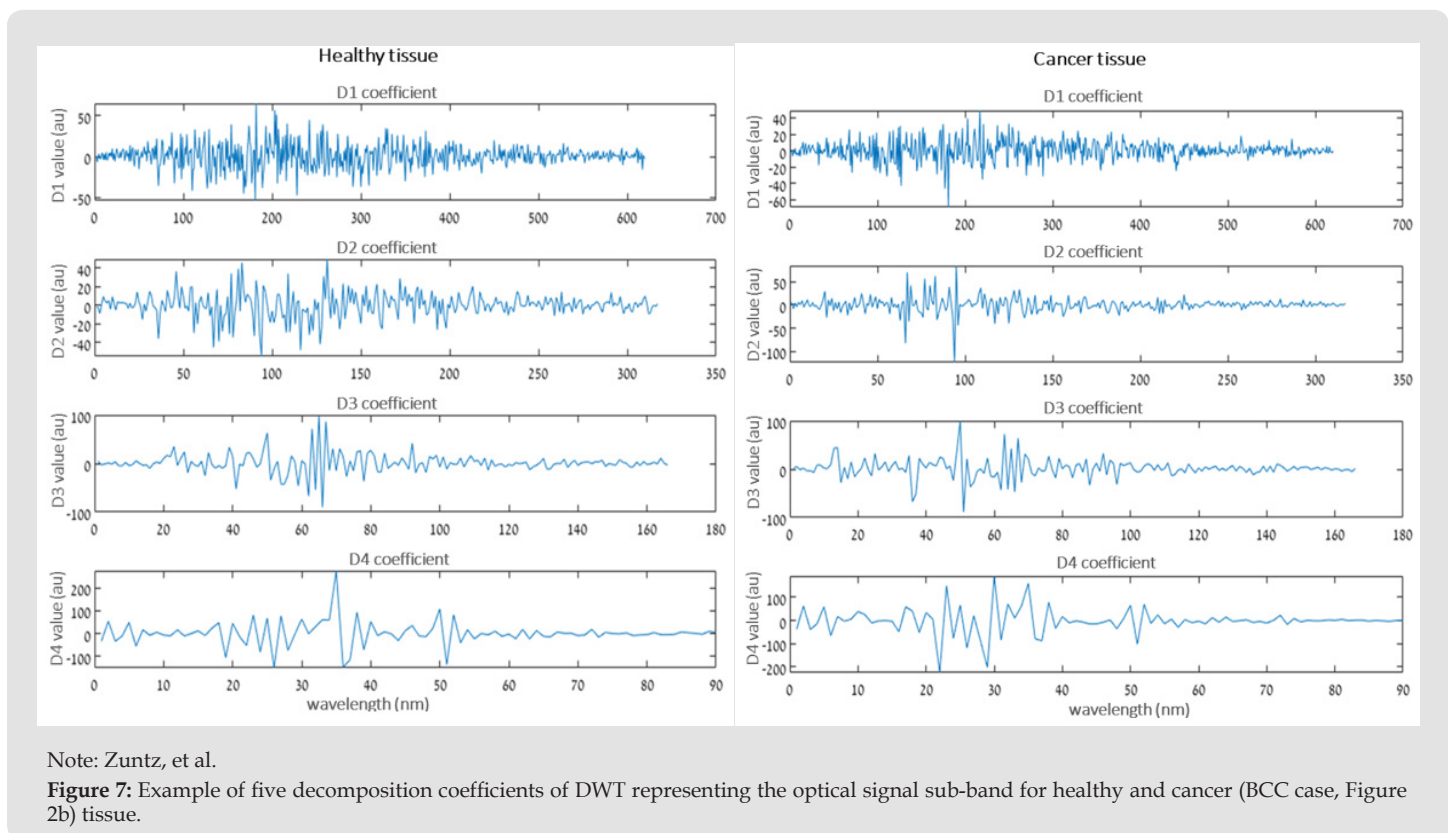 Healthy tissue
D1 coefficient
D1 value (au)
50
0
-50
0 100 200 300 400 500 600 700
D2 coefficient
D2 value (au)
40
20
0
-20
-40
0 50 100 150 200 250 300 350
D3 coefficient
D3 value (au)
100
0
-100
0 20 40 60 80 100 120 140 160 180
D4 coefficient
D4 value (au)
200
100
0
-100
0 10 20 30 40 50 60 70 80 90
wavelength (nm)
Cancer tissue
D1 coefficient
D1 value (au)
40
20
0
-20
-40
-60
0 100 200 300 400 500 600 700
D2 coefficient
D2 value (au)
50
0
-50
-100
0 50 100 150 200 250 300 350
D3 coefficient
D3 value (au)
100
0
-100
0 20 40 60 80 100 120 140 160 180
D4 coefficient
D4 value (au)
100
0
-100
-200
0 10 20 30 40 50 60 70 80 90
wavelength (nm)
Note: Zuntz, et al.
Figure 7: Example of five decomposition coefficients of DWT representing the optical signal sub-band for healthy and cancer (BCC case, Figure
2b) tissue.